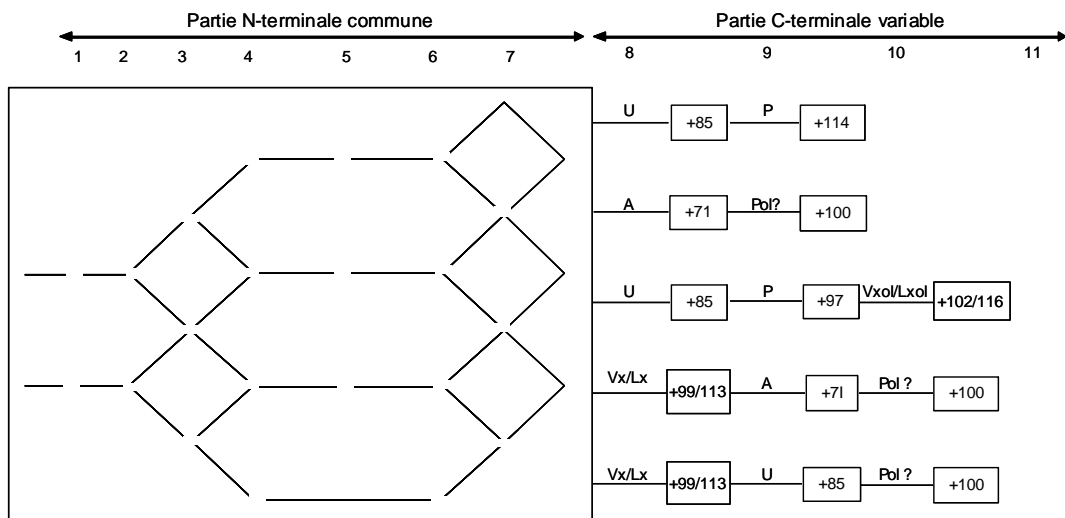 Partie N-terminale commune Partie C-terminale variable
1 2 3 4 5 6 7 8 9 10 11
U +85 P +114
A +71 Pol? +100
U +85 P +97 Vxol/Lxol +102/116
Vx/Lx +99/113 A +7l Pol ? +100
Vx/Lx +99/113 U +85 Pol ? +100